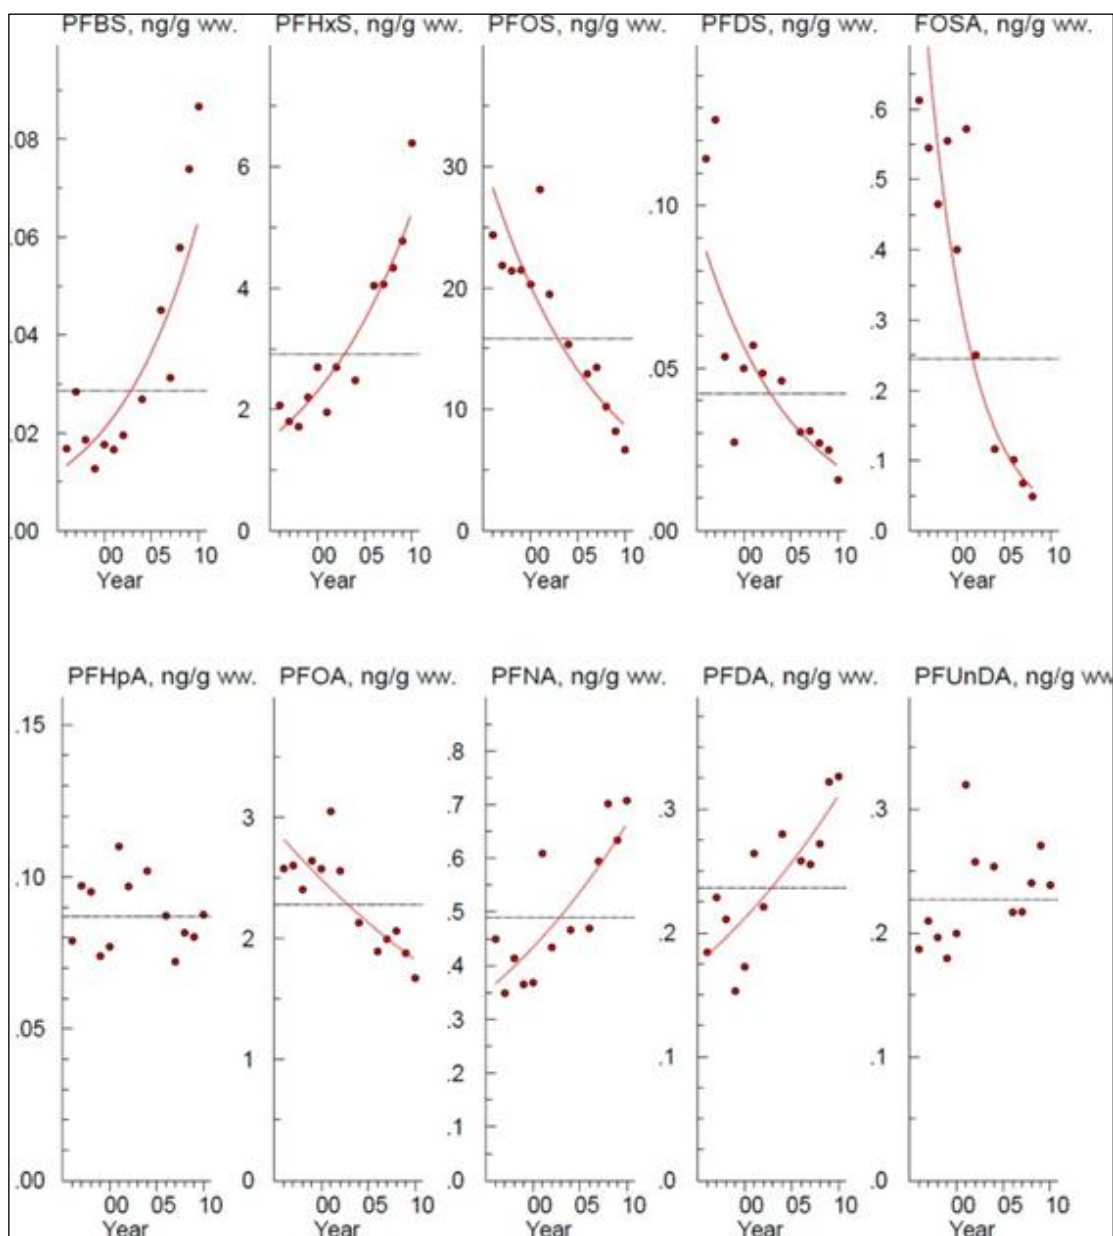 PFBS, ng/g ww. PFHxS, ng/g ww. PFOS, ng/g ww. PFDS, ng/g ww. FOSA, ng/g ww.
.08 6 30 .10 .6
.06 4 20 .05 .5
.04 2 10 .00 .4
.02 0 0 .3
.00 .2
.1
.0
00 05 10 00 05 10 00 05 10 00 05 10 00 05 10
Year Year Year Year Year
PFHpA, ng/g ww. PFOA, ng/g ww. PFNA, ng/g ww. PFDA, ng/g ww. PFUnDA, ng/g ww
.15 3 .8 .3 .3
.10 2 .7 .2 .2
.05 1 .6 .1 .1
.00 0 .5 .0 .0
.4
.3
.2
.1
.0
00 10 00 10 00 10 00 10 00 10
Year Year Year Year Year